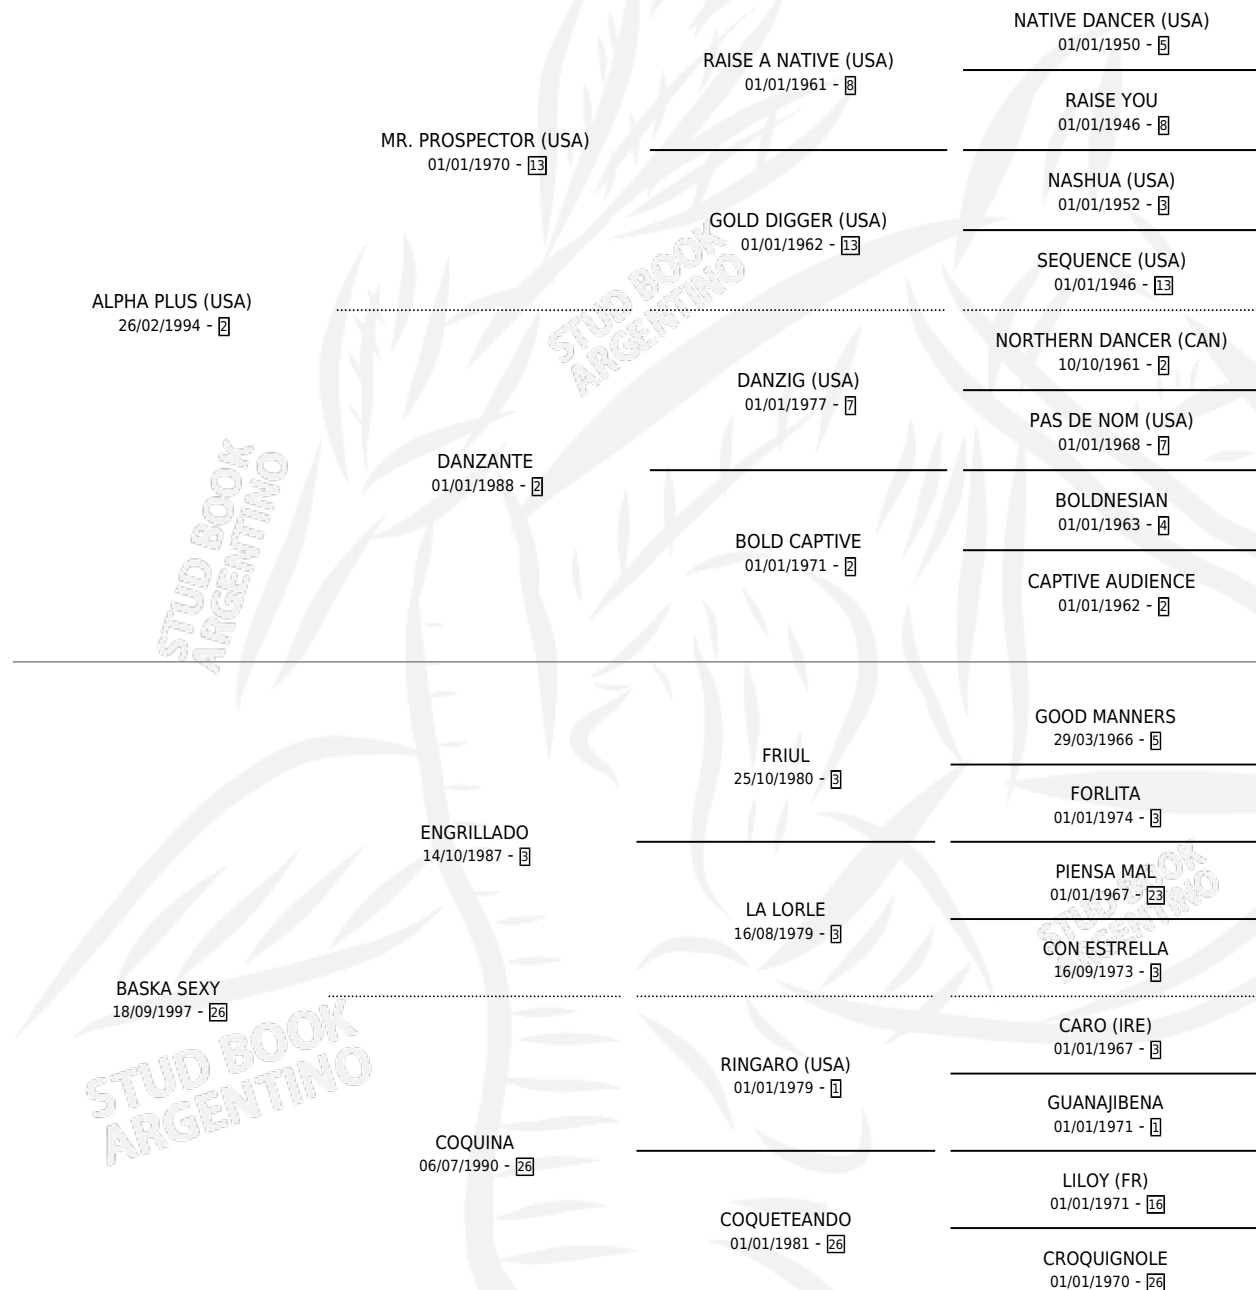 NATIVE DANCER (USA)
01/01/1950 - 5
RAISE A NATIVE (USA)
01/01/1961 - 8
RAISE YOU
01/01/1946 - 8
MR. PROSPECTOR (USA)
01/01/1970 - 13
NASHUA (USA)
01/01/1952 - 3
GOLD DIGGER (USA)
01/01/1962 - 13
SEQUENCE (USA)
01/01/1946 - 13
ALPHA PLUS (USA)
26/02/1994 - 2
NORTHERN DANCER (CAN)
10/10/1961 - 2
DANZIG (USA)
01/01/1977 - 7
PAS DE NOM (USA)
01/01/1968 - 7
DANZANTE
01/01/1988 - 2
BOLDNESIAN
01/01/1963 - 4
BOLD CAPTIVE
01/01/1971 - 2
CAPTIVE AUDIENCE
01/01/1962 - 2
GOOD MANNERS
29/03/1966 - 5
FRIUL
25/10/1980 - 3
FORLITA
01/01/1974 - 3
ENGRILLADO
14/10/1987 - 3
PIENSA MAL
01/01/1967 - 23
LA LORLE
16/08/1979 - 3
CON ESTRELLA
16/09/1973 - 3
BASKA SEXY
18/09/1997 - 26
CARO (IRE)
01/01/1967 - 3
RINGARO (USA)
01/01/1979 - 1
GUANAJIBENA
01/01/1971 - 1
COQUINA
06/07/1990 - 26
LILOY (FR)
01/01/1971 - 16
COQUETEANDO
01/01/1981 - 26
CROQUIGNOLE
01/01/1970 - 26
STUD BOOK
ARGENTINO
STUD BOOK
ARGENTINO
STUD BOOK
ARGENTINO
STUD BOOK
ARGENTINO